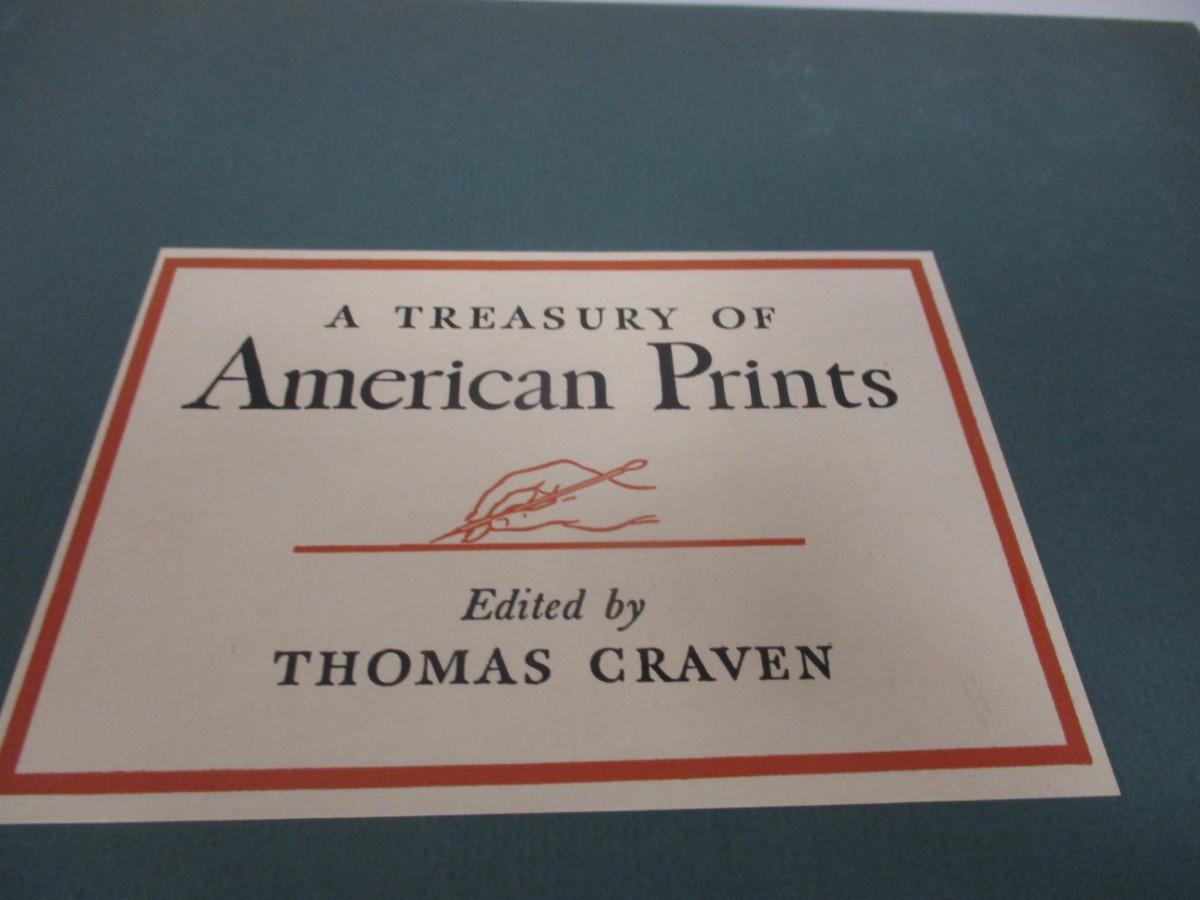 A TREASURY OF
American Prints
Edited by
THOMAS CRAVEN